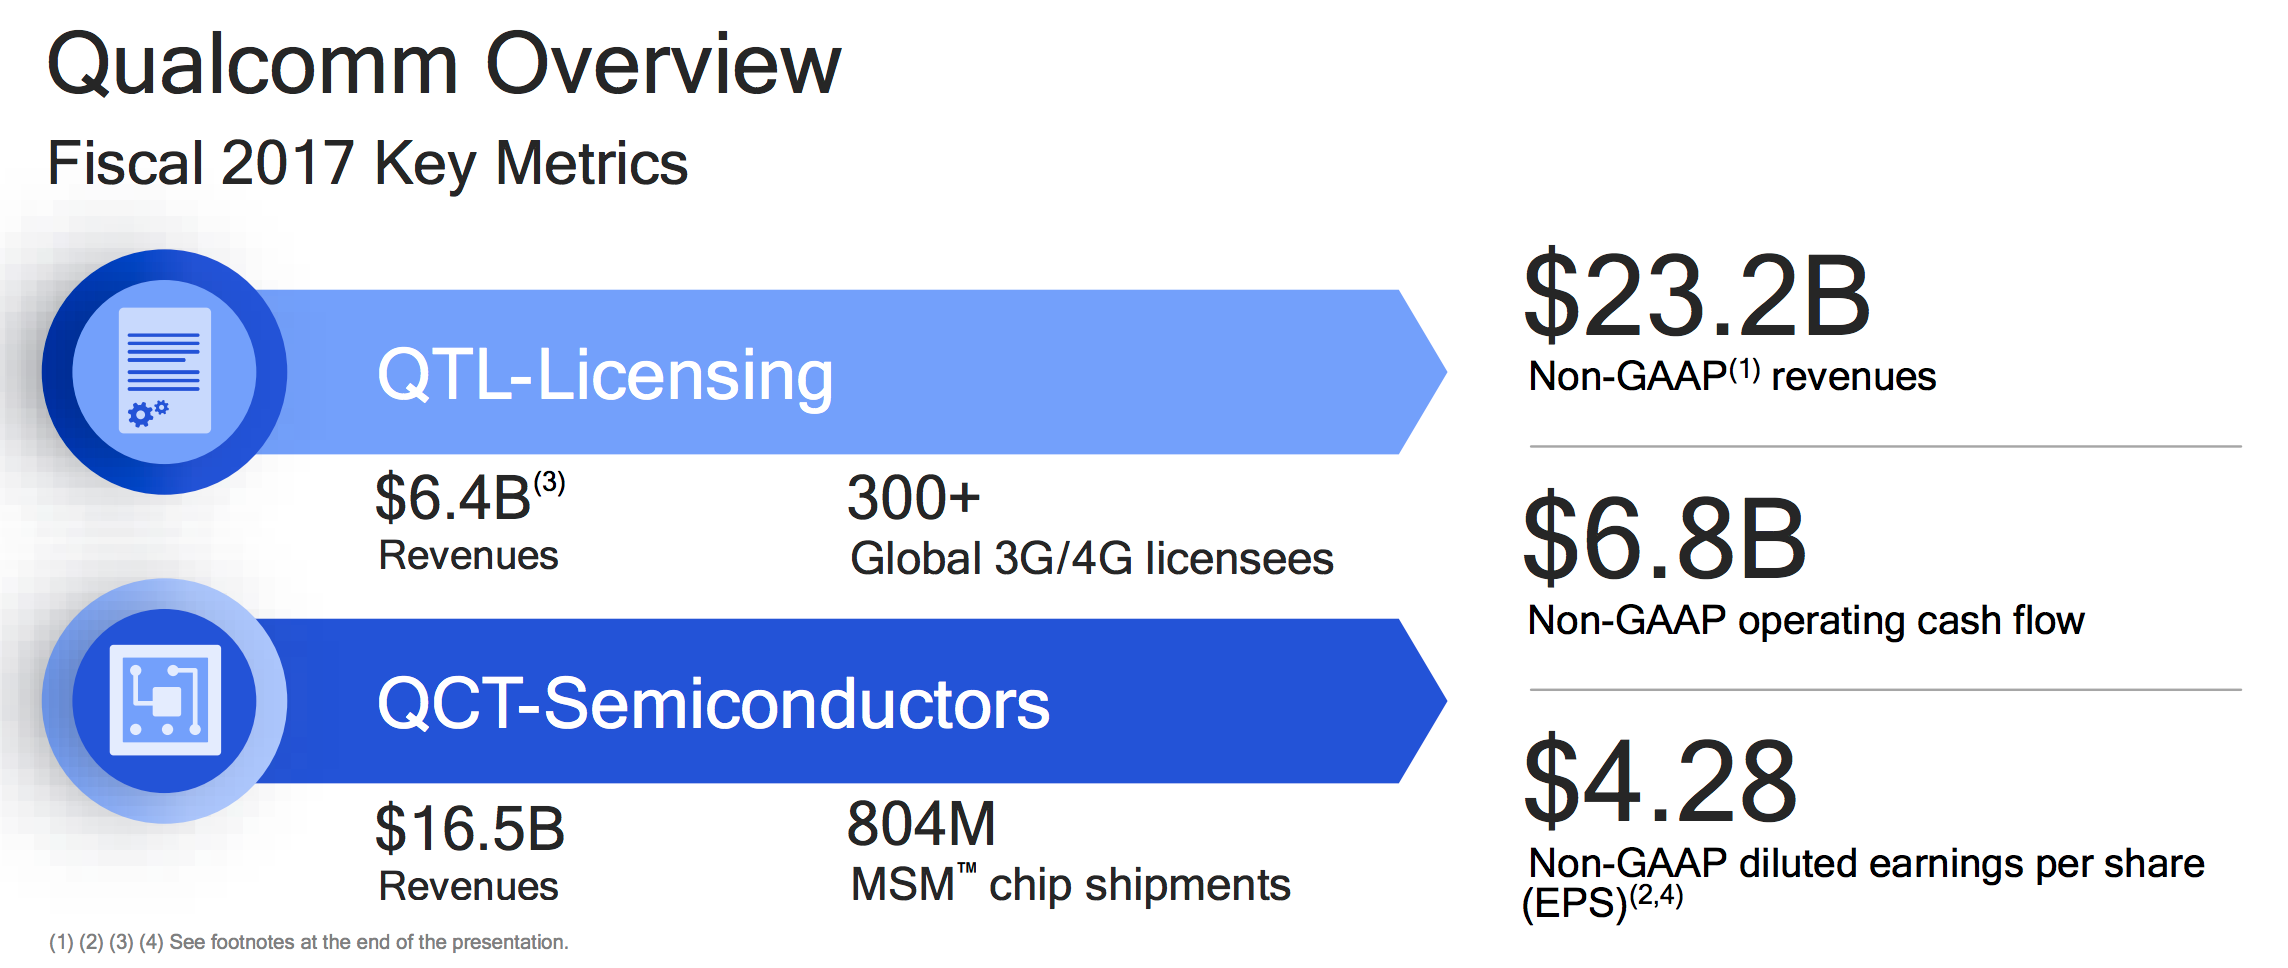 Qualcomm Overview
Fiscal 2017 Key Metrics
QTL-Licensing
$6.4B(3)
Revenues
300+
Global 3G/4G licensees
QCT-Semiconductors
$16.5B
Revenues
804M
MSM™ chip shipments
$23.2B
Non-GAAP(1) revenues
$6.8B
Non-GAAP operating cash flow
$4.28
Non-GAAP diluted earnings per share
(EPS)(2,4)
(1) (2) (3) (4) See footnotes at the end of the presentation.